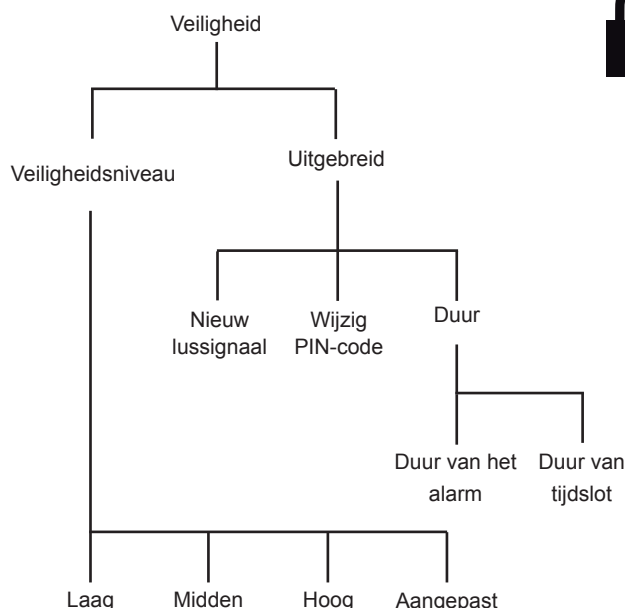 Veiligheid
Veiligheidsniveau
Uitgebreid
Nieuw
lussignaal
Wijzig
PIN-code
Duur
Duur van het
alarm
Duur van
tijdslot
Laag
Midden
Hoog
Aangepast